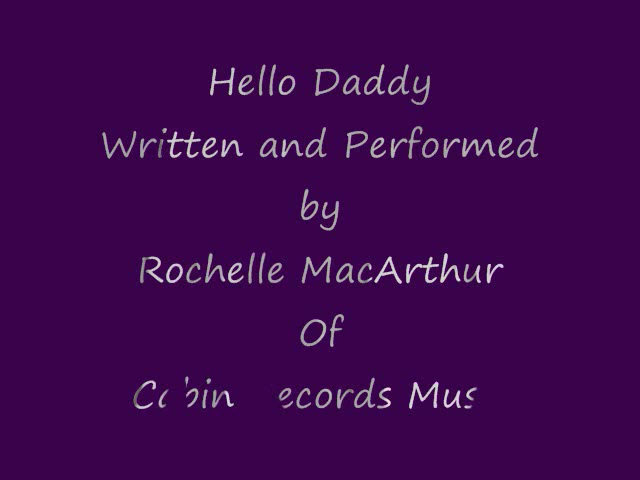 Hello Daddy
Written and Performed
by
Rochelle MacArthur
Of